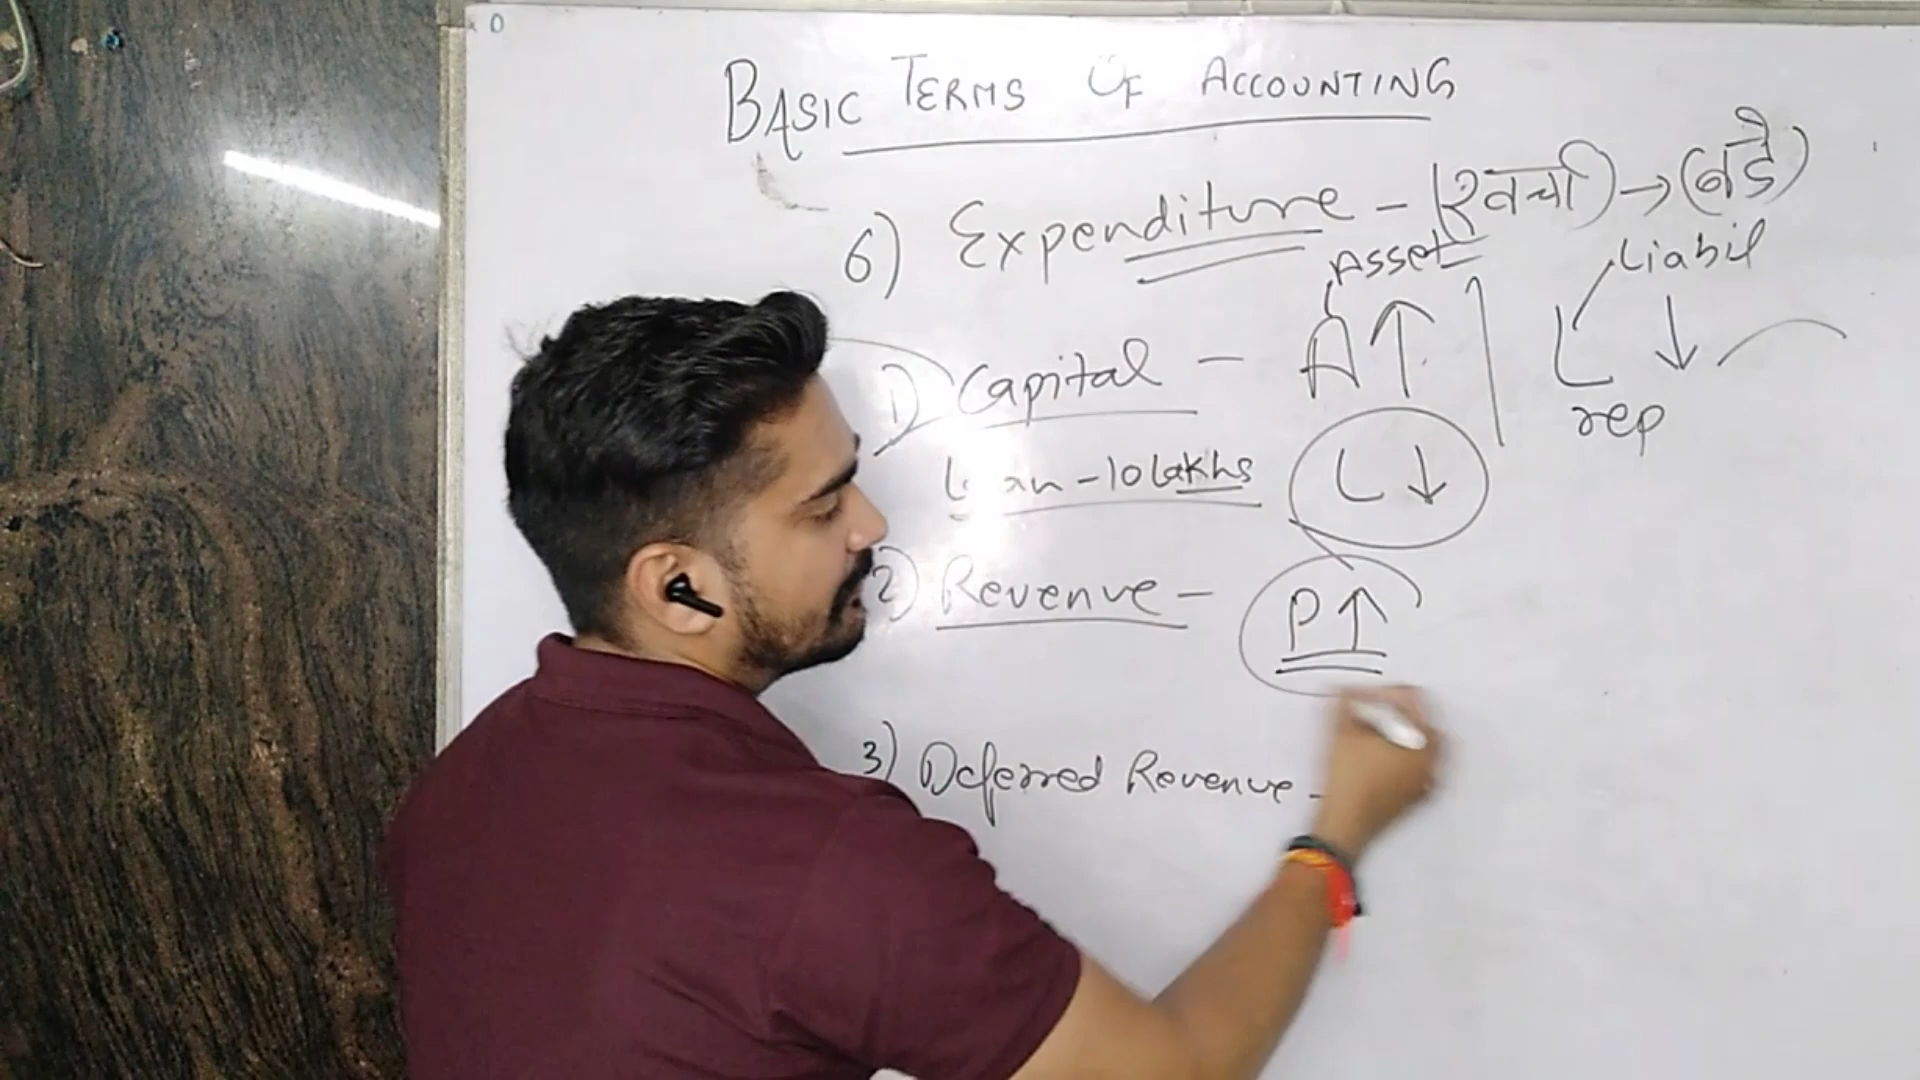 BASIC TERMS OF ACCOUNTING
6) Expenditure - (खर्चा) → (बडे)
Asset
Liabil
1) Capital - A↑ L ↓
rep
Loan - 10 Lakhs L ↓
2) Revenue - P↑
3) Deferred Revenue -